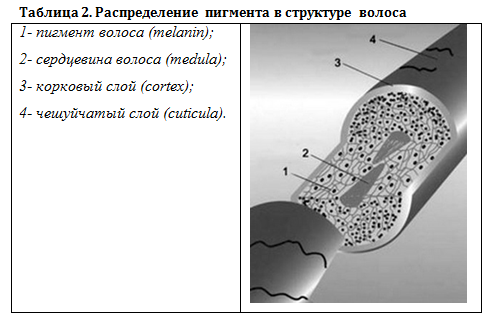 Таблица 2. Распределение пигмента в структуре волоса
1- пигмент волоса (melanin);
2- сердцевина волоса (medula);
3- корковый слой (cortex);
4- чешуйчатый слой (cuticula).
4
3
2
1